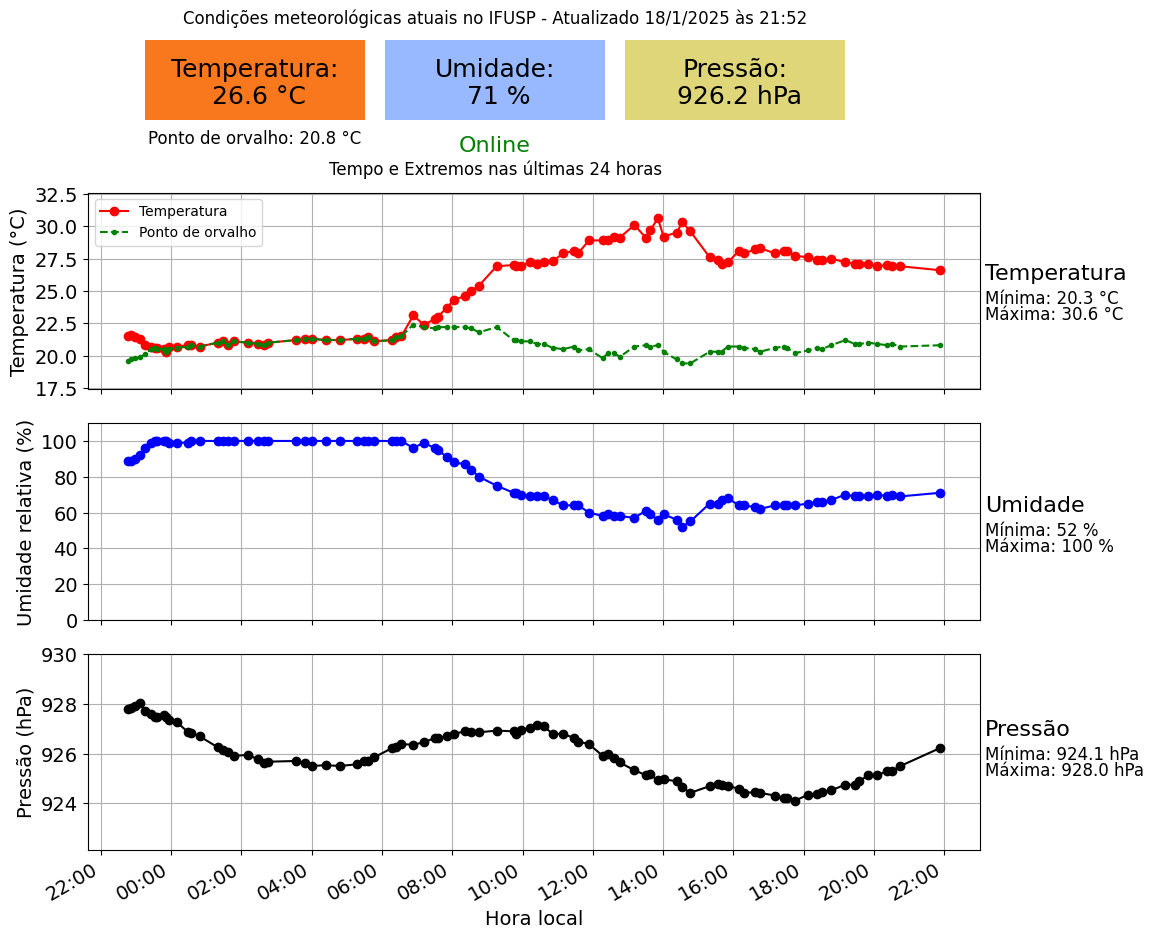 Condições meteorológicas atuais no IFUSP - Atualizado 18/1/2025 às 21:52
Temperatura:
26.6 °C
Umidade:
71 %
Pressão:
926.2 hPa
Ponto de orvalho: 20.8 °C
Online
Tempo e Extremos nas últimas 24 horas
Temperatura (°C)
32.5
30.0
27.5
25.0
22.5
20.0
17.5
Temperatura
Ponto de orvalho
Temperatura
Mínima: 20.3 °C
Máxima: 30.6 °C
Umidade relativa (%)
100
80
60
40
20
0
Umidade
Mínima: 52 %
Máxima: 100 %
Pressão (hPa)
930
928
926
924
Pressão
Mínima: 924.1 hPa
Máxima: 928.0 hPa
22:00 00:00 02:00 04:00 06:00 08:00 10:00 12:00 14:00 16:00 18:00 20:00 22:00
Hora local